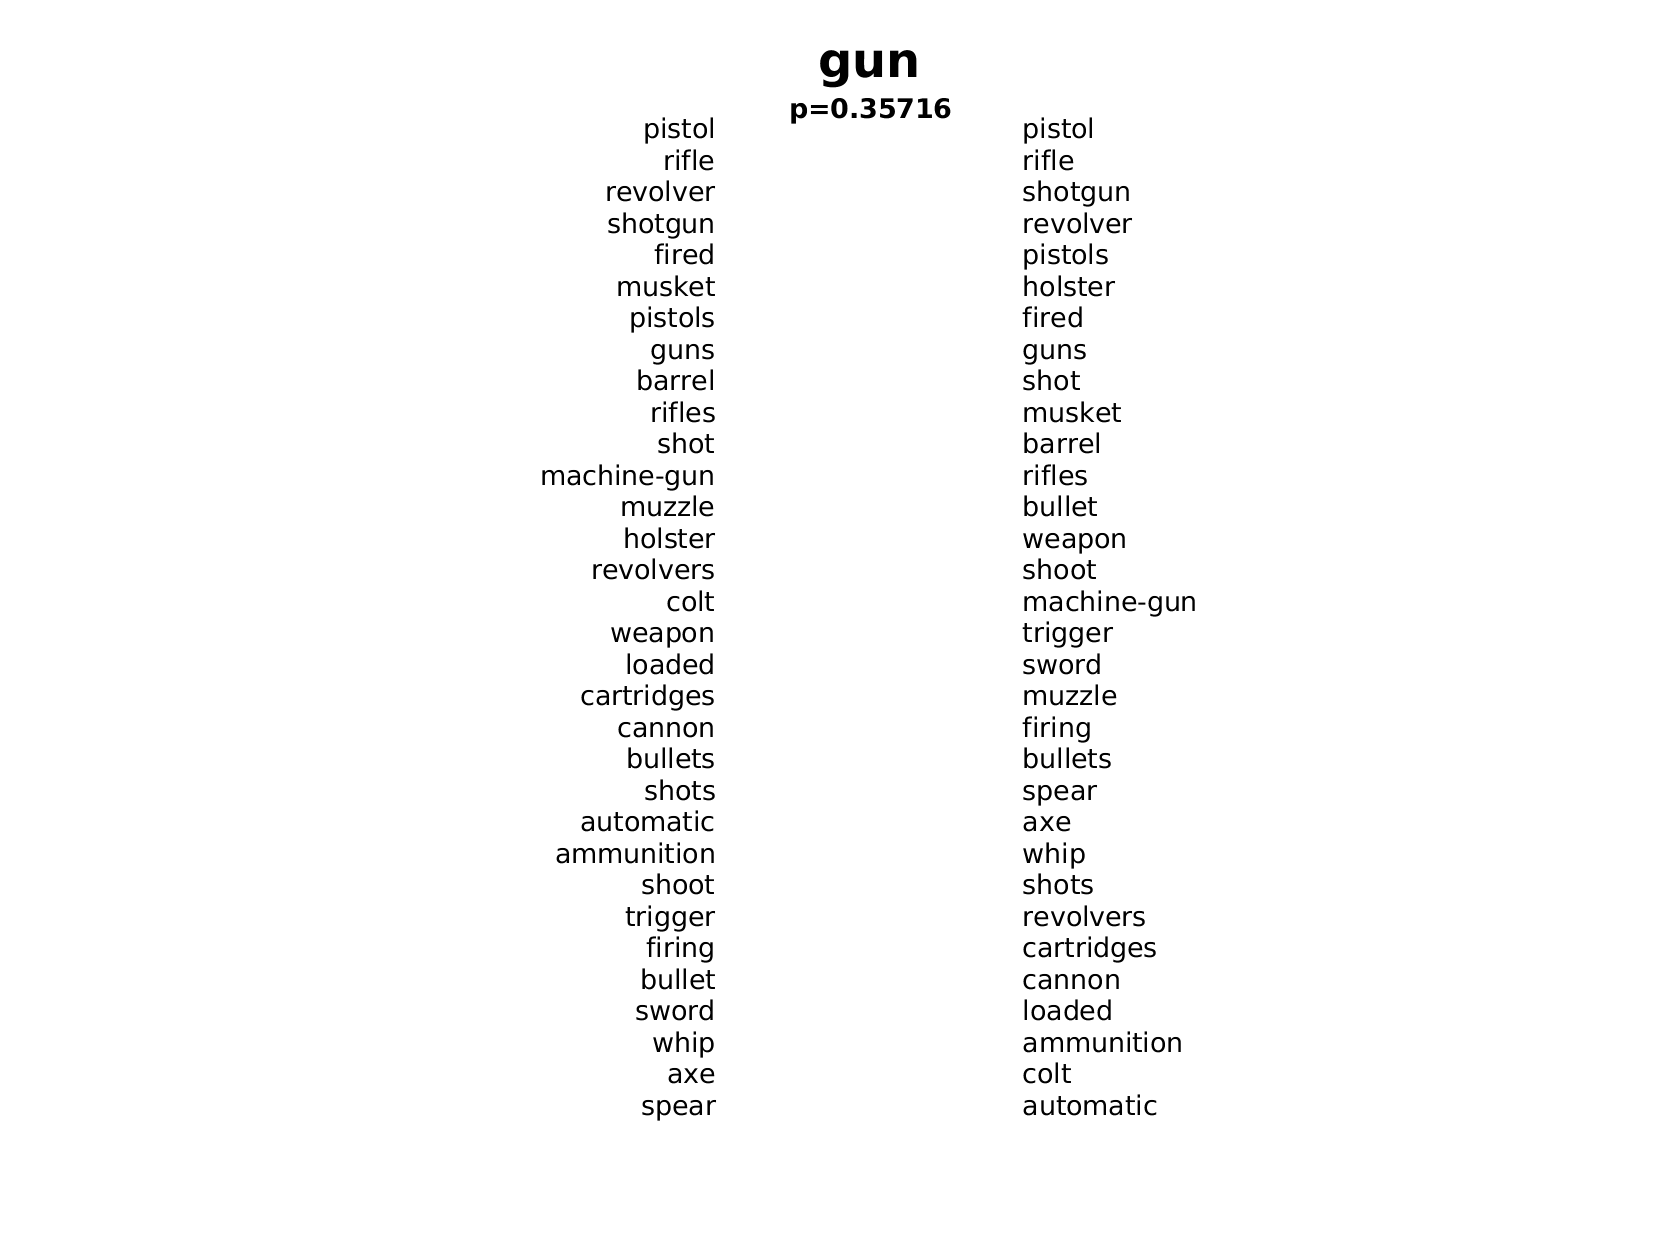 gun
p=0.35716
pistol pistol
rifle rifle
revolver shotgun
shotgun revolver
fired pistols
musket holster
pistols fired
guns guns
barrel shot
rifles musket
shot barrel
machine-gun rifles
muzzle bullet
holster weapon
revolvers shoot
colt machine-gun
weapon trigger
loaded sword
cartridges muzzle
cannon firing
bullets bullets
shots spear
automatic axe
ammunition whip
shoot shots
trigger revolvers
firing cartridges
bullet cannon
sword loaded
whip ammunition
axe colt
spear automatic